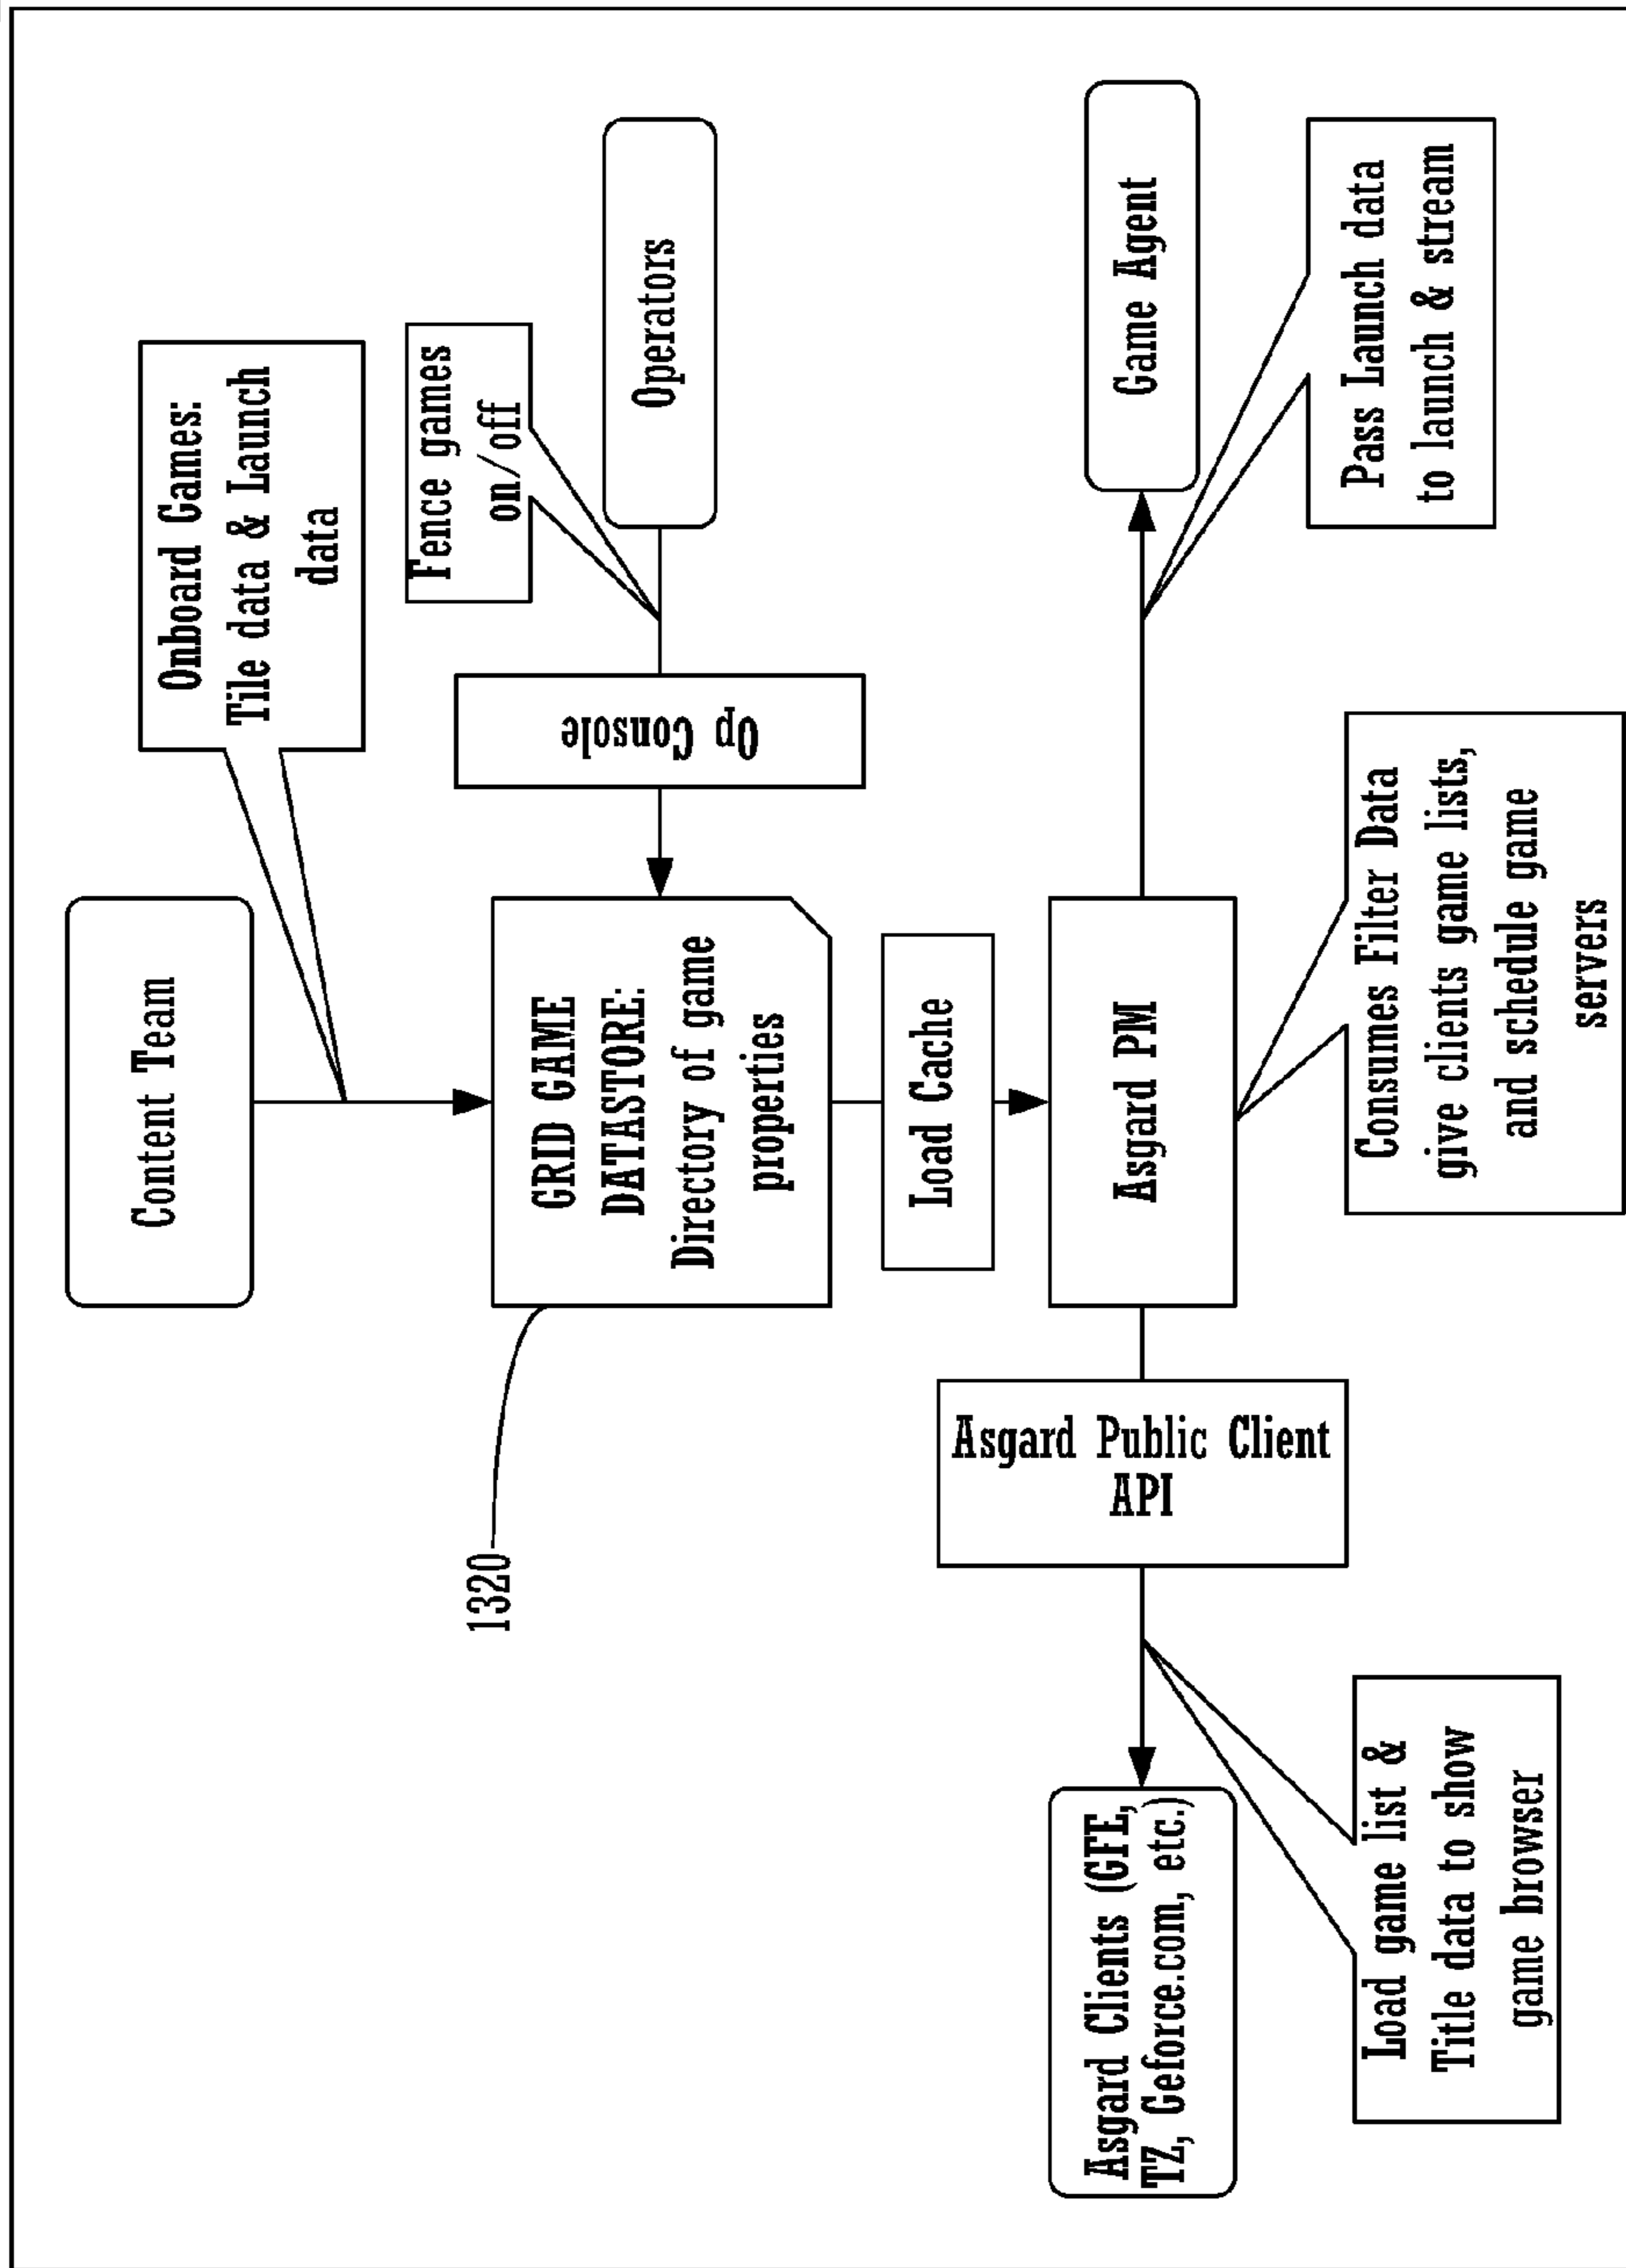 Content Team
Onboard Games:
Tile data & Launch
data
Fence games
on/off
Operators
Op Console
GRID GAME
DATASTORE:
Directory of game
properties
1320
Load Cache
Asgard PM
Game Agent
Pass Launch data
to launch & stream
Consumes Filter Data
give clients game lists,
and schedule game
servers
Asgard Public Client
API
Asgard Clients (GFE,
TZ, Geforce.com, etc.)
Load game list &
Title data to show
game browser